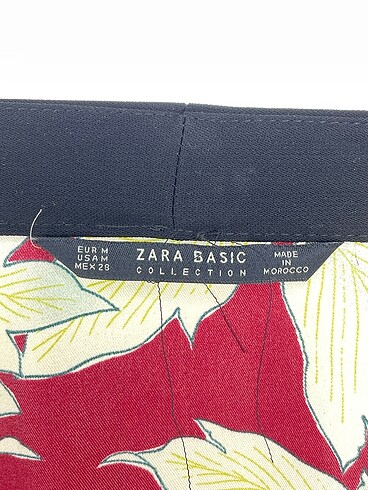 EUR M
USA M
MEX 28
ZARA BASIC
COLLECTION
MADE
IN
MOROCCO